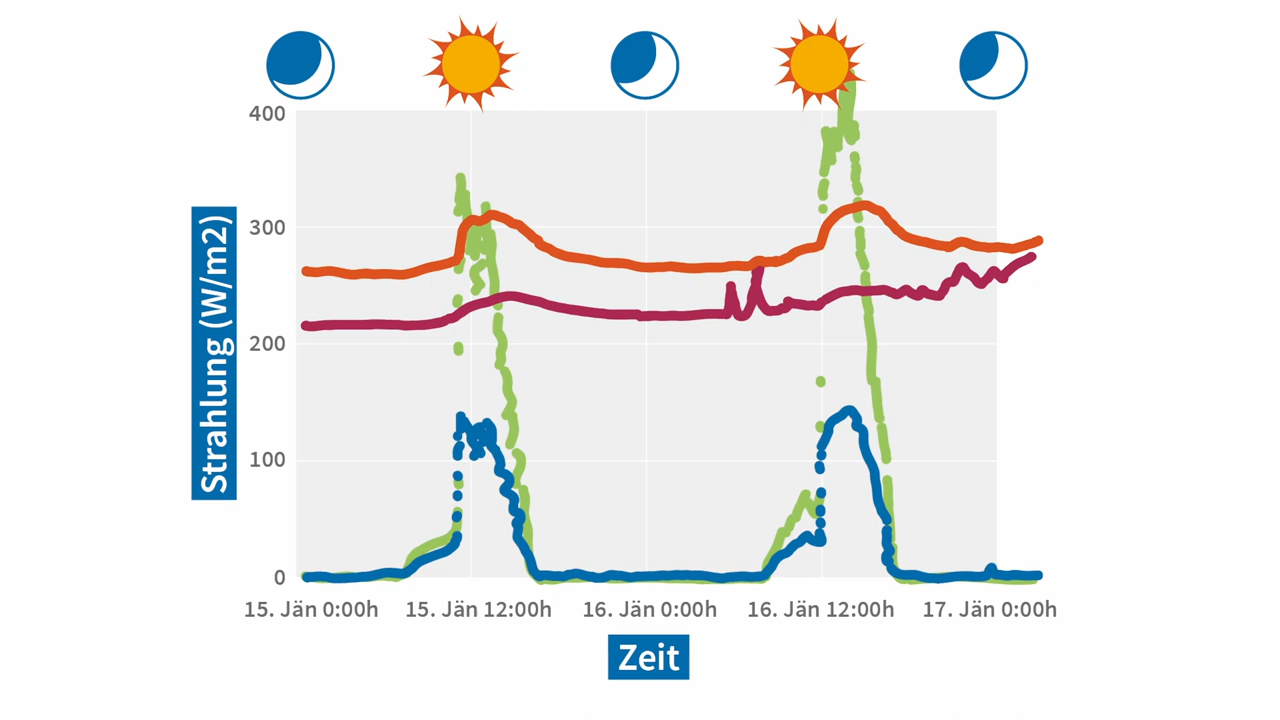 400
300
200
100
0
Strahlung (W/m2)
15. Jän 0:00h
15. Jän 12:00h
16. Jän 0:00h
16. Jän 12:00h
17. Jän 0:00h
Zeit